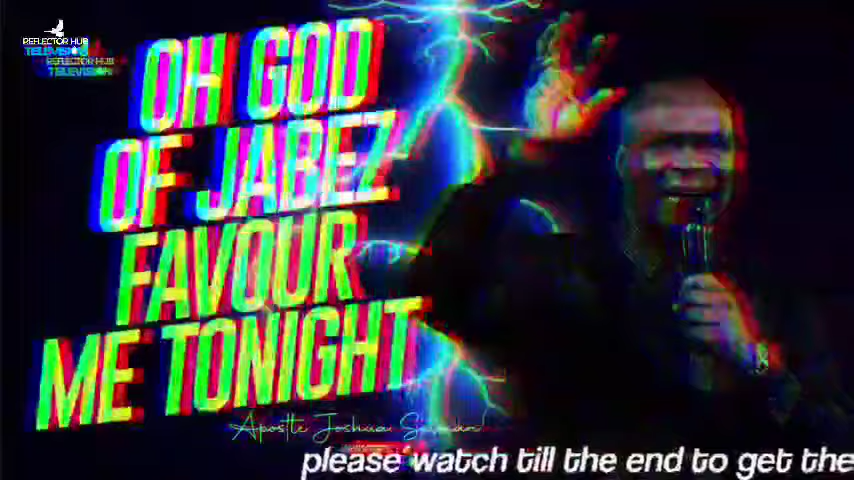 REFLECTOR HUB
TELEVISION
REFLECTOR HUB
TELEVISION
OH GOD
OF JABEZ
FAVOUR
ME TONIGHT
Apostle Joshua Selman
please watch till the end to get the